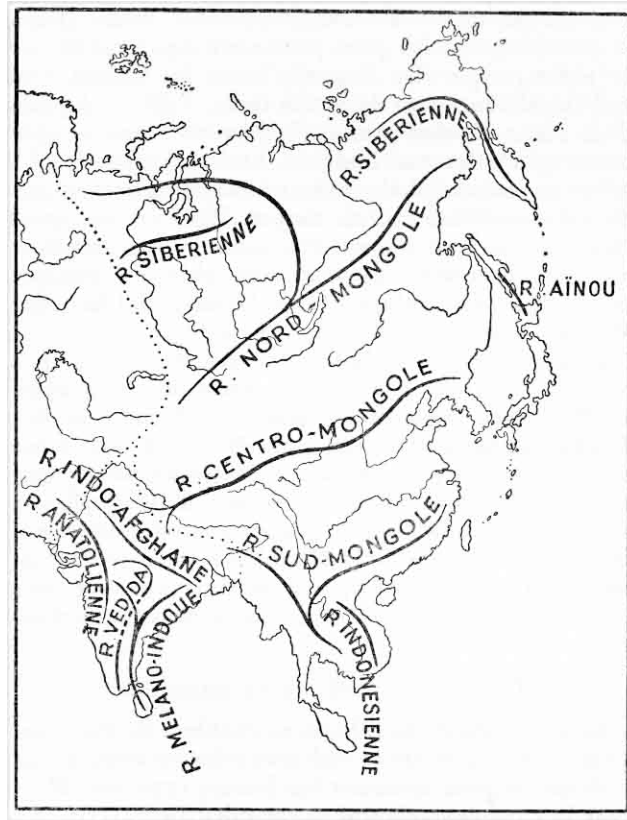 R. SIBERIENNE
R. SIBERIENNE
R. AÏNOU
R. NORD-MONGOLE
R. CENTRO-MONGOLE
R. INDO-AFGHANE
R. ANATOLIENNE
R. SUD-MONGOLE
R. VEDDA
R. MELANO-INDOUE
R. INDONESIENNE